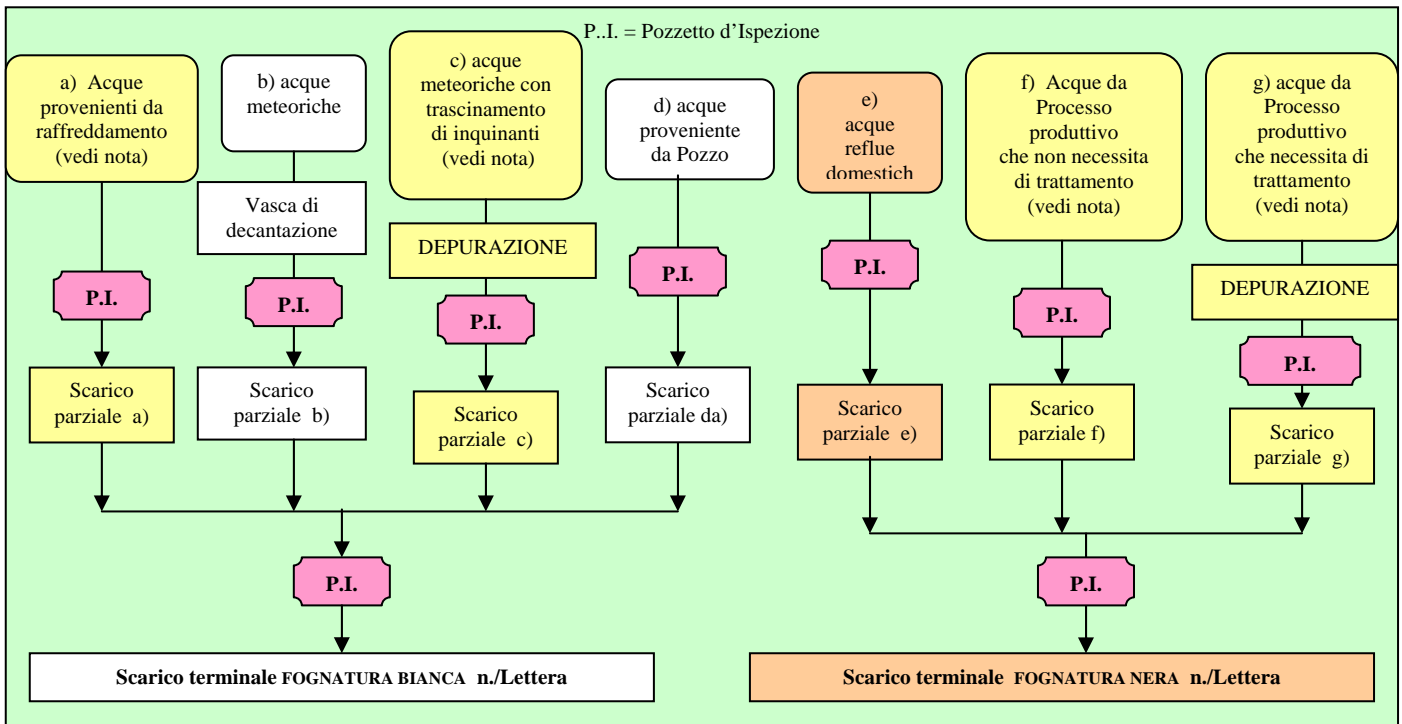 P..I. = Pozzetto d'Ispezione
a) Acque
provenienti da
raffreddamento
(vedi nota)
b) acque
meteoriche
c) acque
meteoriche con
trascinamento
di inquinanti
(vedi nota)
d) acque
proveniente
da Pozzo
e)
acque
reflue
domestich
f) Acque da
Processo
produttivo
che non necessita
di trattamento
(vedi nota)
g) acque da
Processo
produttivo
che necessita di
trattamento
(vedi nota)
Vasca di
decantazione
DEPURAZIONE
DEPURAZIONE
P.I.
P.I.
P.I.
P.I.
P.I.
P.I.
P.I.
Scarico
parziale a)
Scarico
parziale b)
Scarico
parziale c)
Scarico
parziale da)
Scarico
parziale e)
Scarico
parziale f)
Scarico
parziale g)
P.I.
P.I.
Scarico terminale FOGNATURA BIANCA n./Lettera
Scarico terminale FOGNATURA NERA n./Lettera